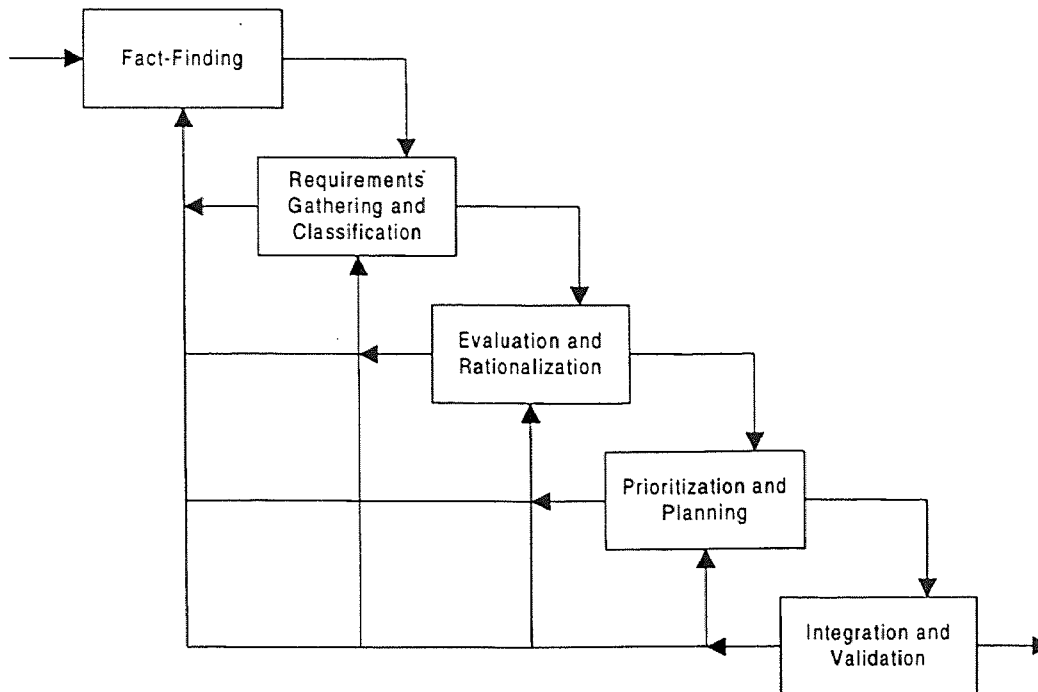 Fact-Finding
Requirements
Gathering and
Classification
Evaluation and
Rationalization
Prioritization and
Planning
Integration and
Validation